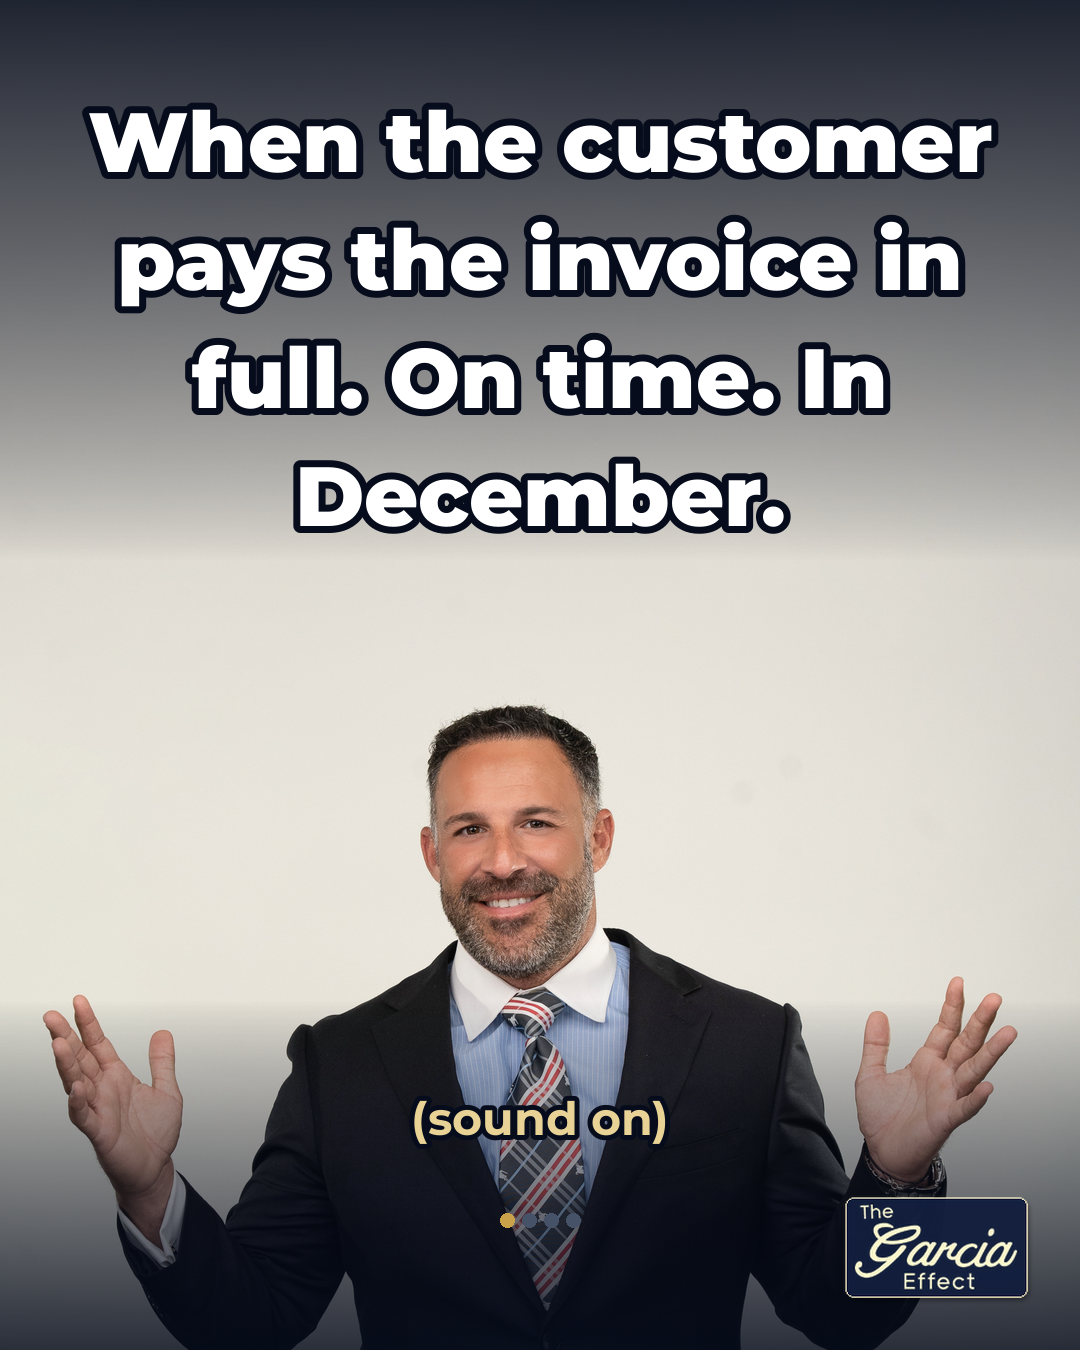 When the customer
pays the invoice in
full. On time. In
December.
(sound on)
The
Garcia
Effect